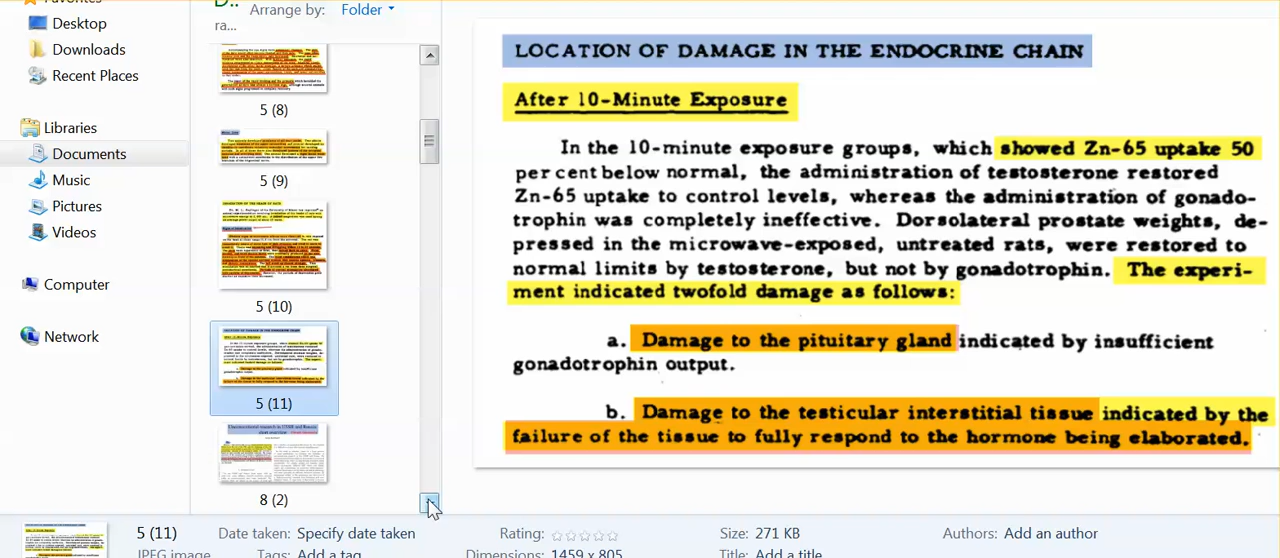 Desktop
Downloads
Recent Places
Libraries
Documents
Music
Pictures
Videos
Computer
Network
ra...
Arrange by: Folder
5 (8)
5 (9)
5 (10)
5 (11)
8 (2)
LOCATION OF DAMAGE IN THE ENDOCRINE CHAIN
After 10-Minute Exposure
In the 10-minute exposure groups, which showed Zn-65 uptake 50
per cent below normal, the administration of testosterone restored
Zn-65 uptake to control levels, whereas the administration of gonado-
trophin was completely ineffective. Dorsolateral prostate weights, de-
pressed in the microwave-exposed, untreated rats, were restored to
normal limits by testosterone, but not by gonadotrophin. The experi-
ment indicated twofold damage as follows:
a. Damage to the pituitary gland indicated by insufficient
gonadotrophin output.
b. Damage to the testicular interstitial tissue indicated by the
failure of the tissue to fully respond to the hormone being elaborated.
5 (11) Date taken: Specify date taken Rating: Size: 271 KB Authors: Add an author
JPEG image Tags: Add a tag Dimensions: 1459 x 805 Title: Add a title